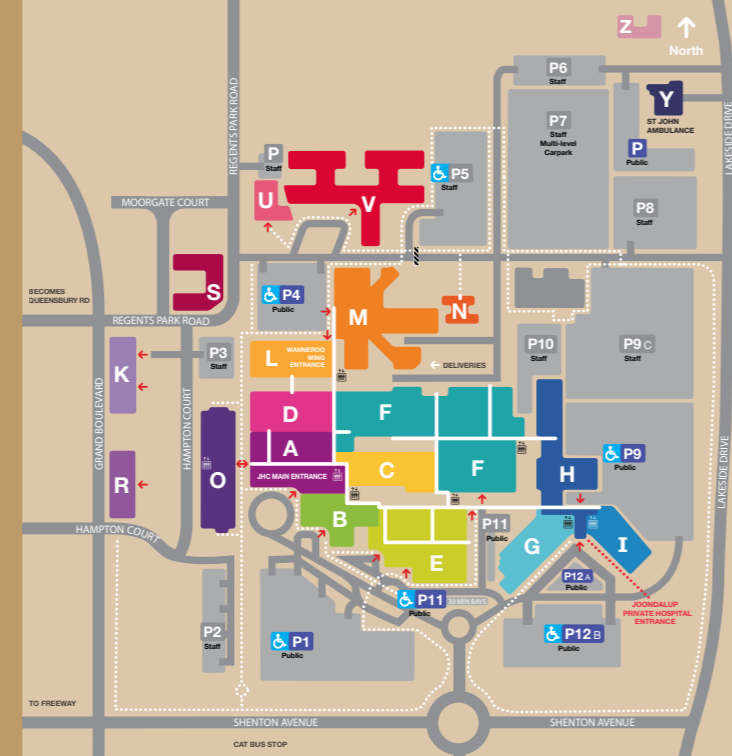 Z
North
P6
Staff
Y
ST JOHN
AMBULANCE
P7
Staff
Multi-level
Carpark
P
Public
REGENTS PARK ROAD
LAKESIDE DRIVE
P
Staff
P5
Staff
U
V
MOORGATE COURT
P8
Staff
S
BECOMES
QUEENSBURY RD
P4
Public
M
N
REGENTS PARK ROAD
P3
Staff
L
WANNEROO
WING
ENTRANCE
DELIVERIES
P10
Staff
P9 C
Staff
K
GRAND BOULEVARD
HAMPTON COURT
D
F
A
C
F
P9
Public
H
JHC MAIN ENTRANCE
O
R
LAKESIDE DRIVE
B
P11
Public
G
I
HAMPTON COURT
E
P12 A
Public
P11
Public
30 MIN BAYS
JOONDALUP
PRIVATE HOSPITAL
ENTRANCE
P2
Staff
P1
Public
P12 B
Public
TO FREEWAY
SHENTON AVENUE
SHENTON AVENUE
CAT BUS STOP